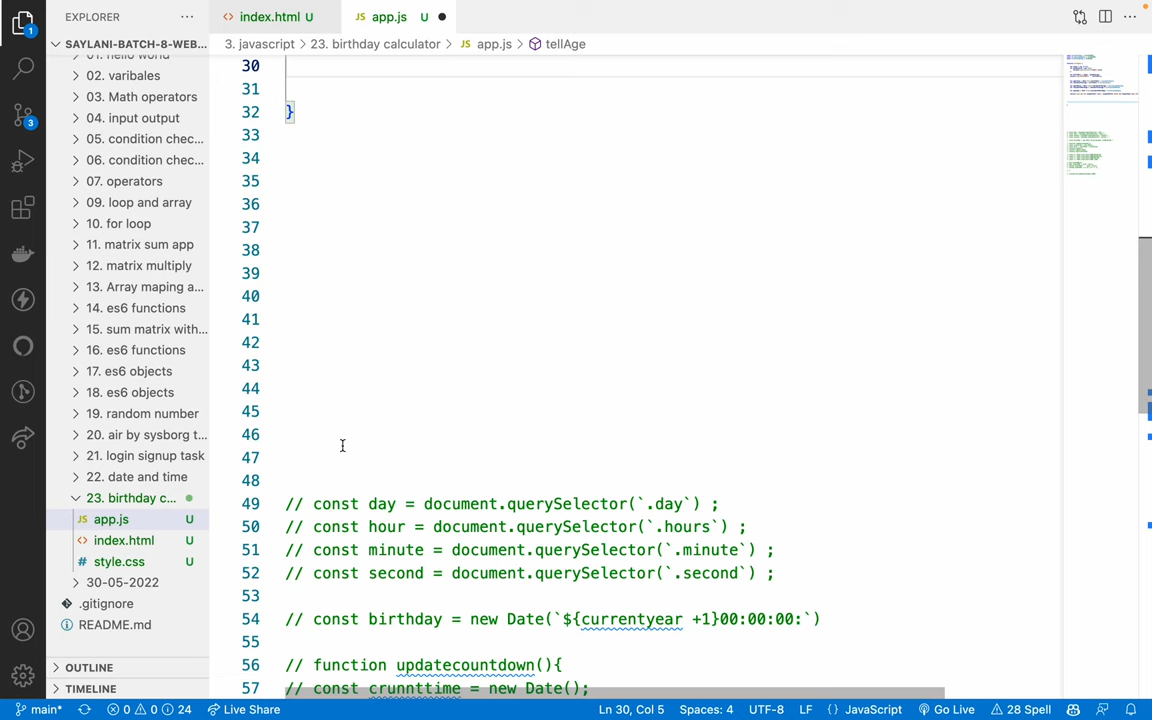 EXPLORER
index.html U
JS app.js U
SAYLANI-BATCH-8-WEB...
3. javascript > 23. birthday calculator > JS app.js > tellAge
01. hello world
02. varibales
03. Math operators
04. input output
05. condition chec...
06. condition chec...
07. operators
09. loop and array
10. for loop
11. matrix sum app
12. matrix multiply
13. Array maping a...
14. es6 functions
15. sum matrix with...
16. es6 functions
17. es6 objects
18. es6 objects
19. random number
20. air by sysborg t...
21. login signup task
22. date and time
23. birthday c...
JS app.js U
index.html U
# style.css U
30-05-2022
.gitignore
README.md
OUTLINE
TIMELINE
1
3
30
31
32 }
33
34
35
36
37
38
39
40
41
42
43
44
45
46
47
48
49 // const day = document.querySelector(`.day`) ;
50 // const hour = document.querySelector(`.hours`) ;
51 // const minute = document.querySelector(`.minute`) ;
52 // const second = document.querySelector(`.second`) ;
53
54 // const birthday = new Date(`${currentyear +1}00:00:00:`)
55
56 // function updatecountdown(){
57 // const crunnttime = new Date();
main* 0 0 24 Live Share Ln 30, Col 5 Spaces: 4 UTF-8 LF {} JavaScript Go Live 28 Spell